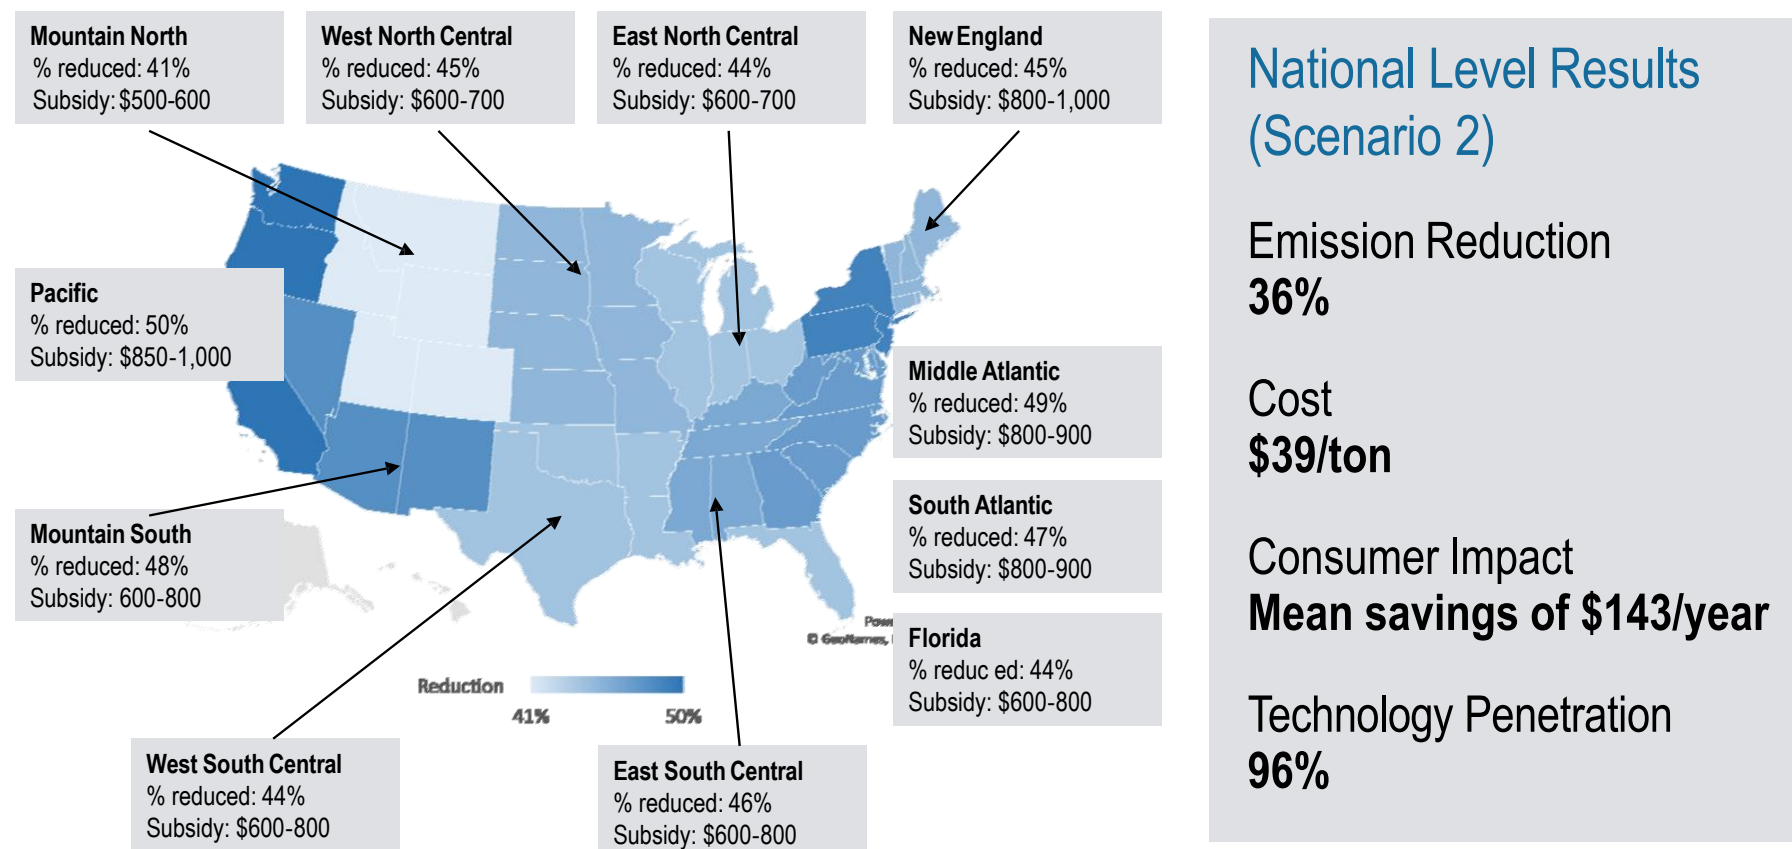 Mountain North
% reduced: 41%
Subsidy: $500-600
West North Central
% reduced: 45%
Subsidy: $600-700
East North Central
% reduced: 44%
Subsidy: $600-700
New England
% reduced: 45%
Subsidy: $800-1,000
Pacific
% reduced: 50%
Subsidy: $850-1,000
Middle Atlantic
% reduced: 49%
Subsidy: $800-900
Mountain South
% reduced: 48%
Subsidy: 600-800
South Atlantic
% reduced: 47%
Subsidy: $800-900
Florida
% reduc ed: 44%
Subsidy: $600-800
© GeoNames,
Reduction
41% 50%
West South Central
% reduced: 44%
Subsidy: $600-800
East South Central
% reduced: 46%
Subsidy: $600-800
National Level Results
(Scenario 2)
Emission Reduction
36%
Cost
$39/ton
Consumer Impact
Mean savings of $143/year
Technology Penetration
96%